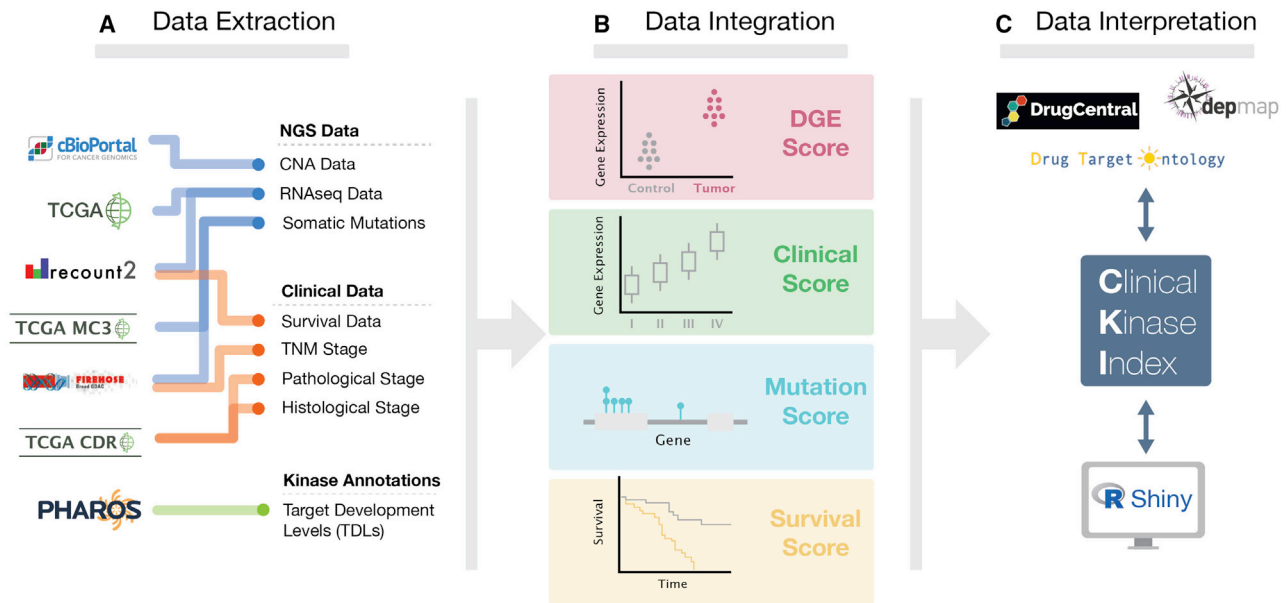 A Data Extraction
cBioPortal
FOR CANCER GENOMICS
TCGA
recount2
TCGA MC3
FIREHOSE
Broad GDAC
TCGA CDR
PHAROS
NGS Data
CNA Data
RNAseq Data
Somatic Mutations
Clinical Data
Survival Data
TNM Stage
Pathological Stage
Histological Stage
Kinase Annotations
Target Development
Levels (TDLs)
B Data Integration
Gene Expression
Control Tumor
DGE
Score
Gene Expression
I II III IV
Clinical
Score
Gene
Mutation
Score
Survival
Time
Survival
Score
C Data Interpretation
DrugCentral
depmap
Drug Target Ontology
Clinical
Kinase
Index
R Shiny